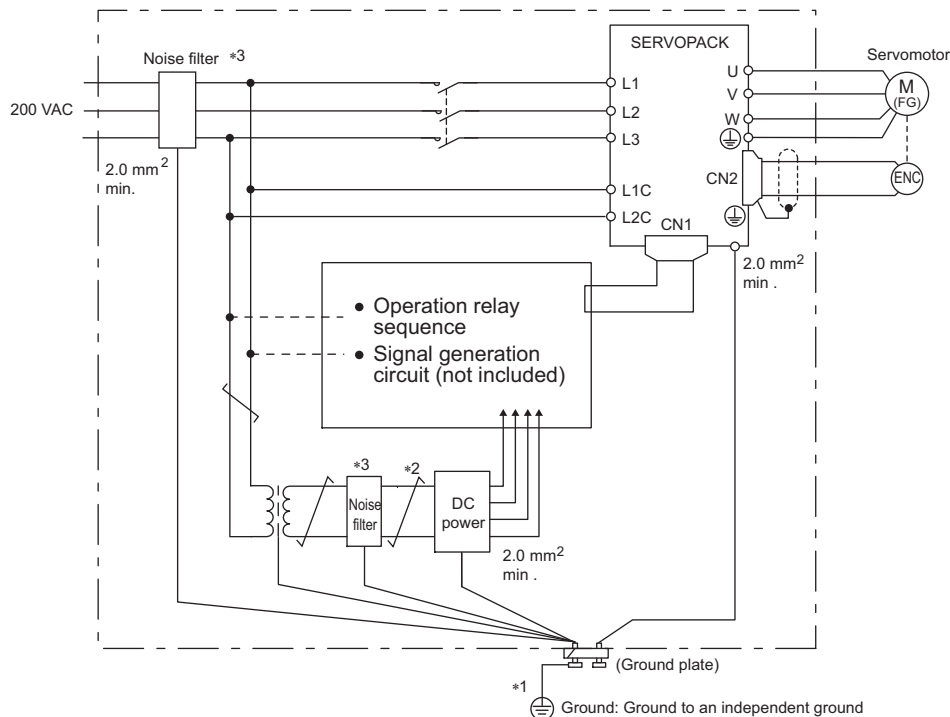 SERVOPACK
Noise filter *3
Servomotor
U
L1
M
(FG)
V
200 VAC
L2
W
L3
2.0 mm2
min.
CN2
ENC
L1C
L2C
CN1
2.0 mm2
min .
● Operation relay
sequence
● Signal generation
circuit (not included)
*3
*2
Noise
filter
DC
power
2.0 mm2
min .
(Ground plate)
*1
Ground: Ground to an independent ground